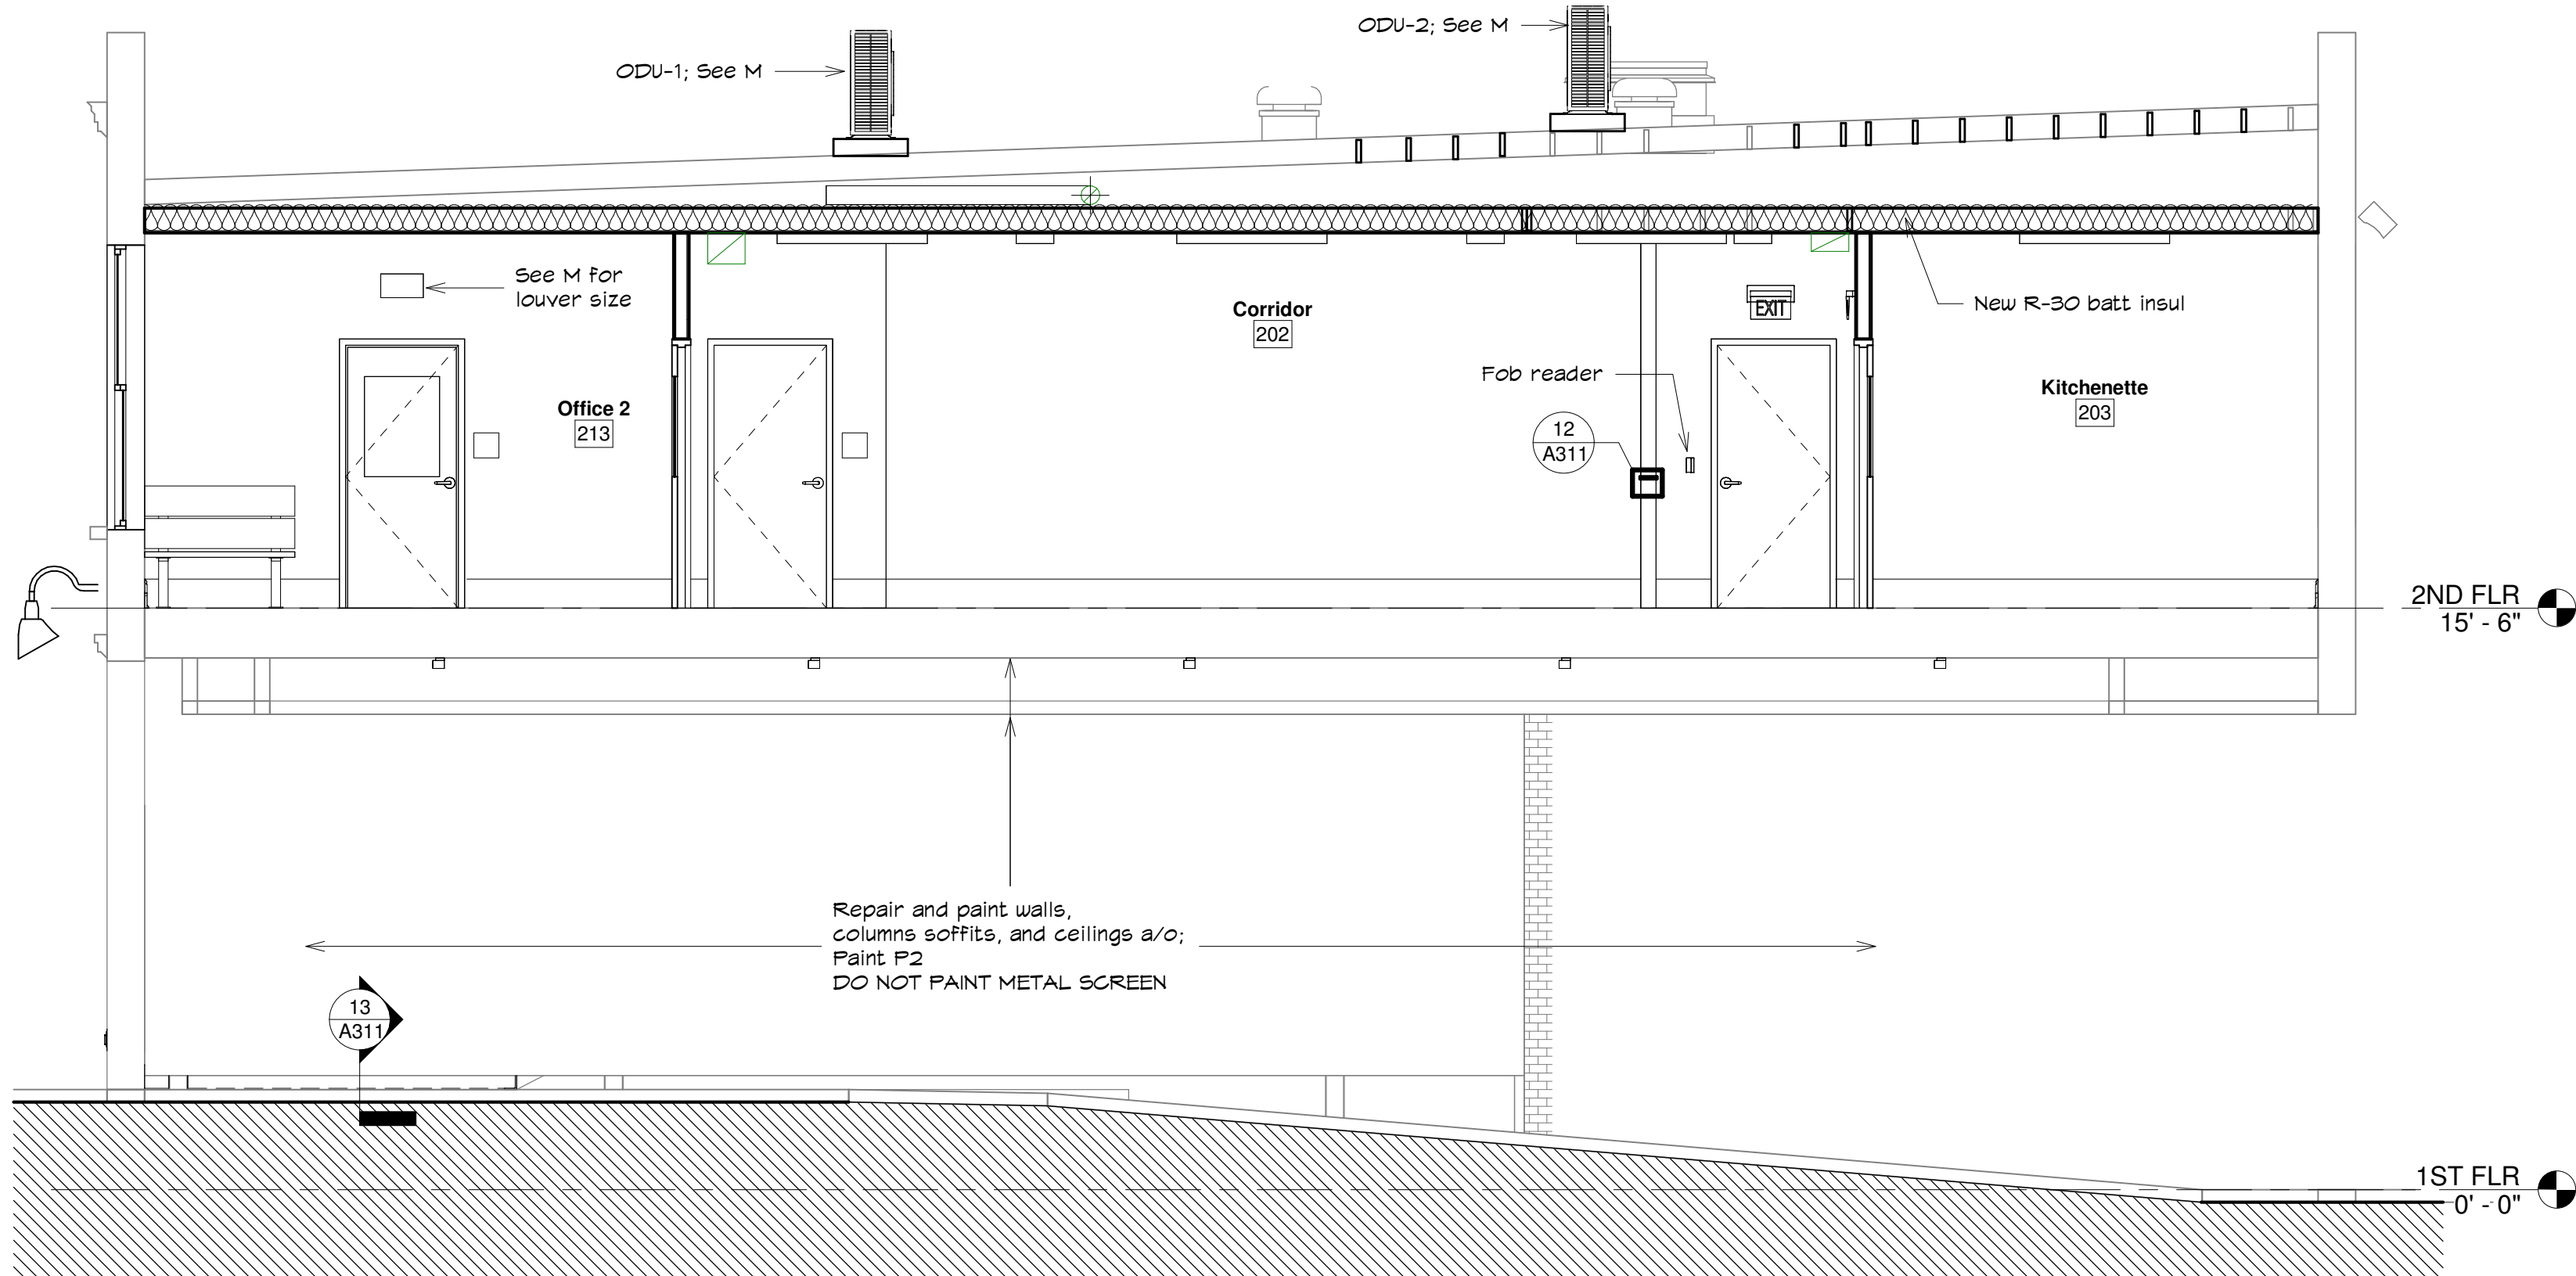 ODU-2; See M
ODU-1; See M
See M for
louver size
EXIT
New R-30 batt insul
Corridor
202
Fob reader
Kitchenette
203
Office 2
213
12
A311
2ND FLR
15' - 6"
Repair and paint walls,
columns soffits, and ceilings a/o;
Paint P2
DO NOT PAINT METAL SCREEN
13
A311
1ST FLR
0' - 0"